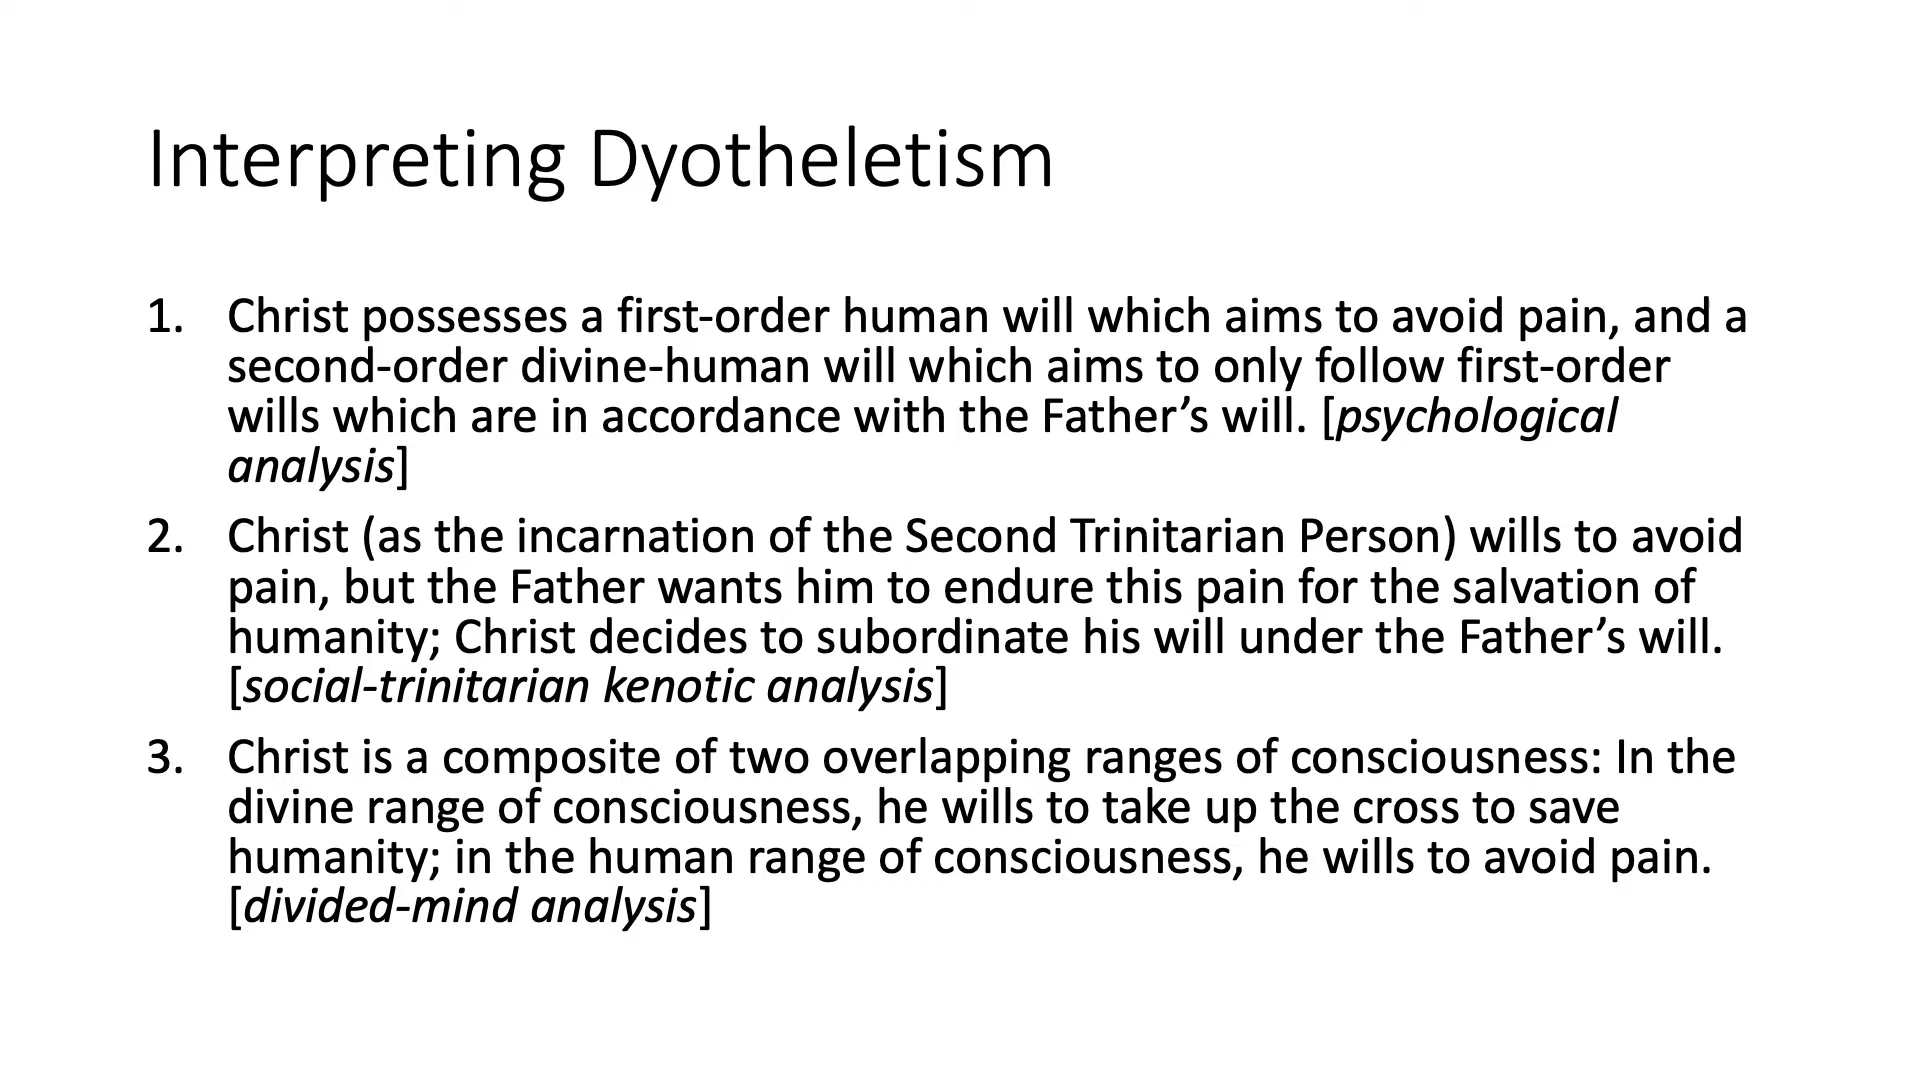 Interpreting Dyotheletism
1. Christ possesses a first-order human will which aims to avoid pain, and a
second-order divine-human will which aims to only follow first-order
wills which are in accordance with the Father’s will. [psychological
analysis]
2. Christ (as the incarnation of the Second Trinitarian Person) wills to avoid
pain, but the Father wants him to endure this pain for the salvation of
humanity; Christ decides to subordinate his will under the Father’s will.
[social-trinitarian kenotic analysis]
3. Christ is a composite of two overlapping ranges of consciousness: In the
divine range of consciousness, he wills to take up the cross to save
humanity; in the human range of consciousness, he wills to avoid pain.
[divided-mind analysis]